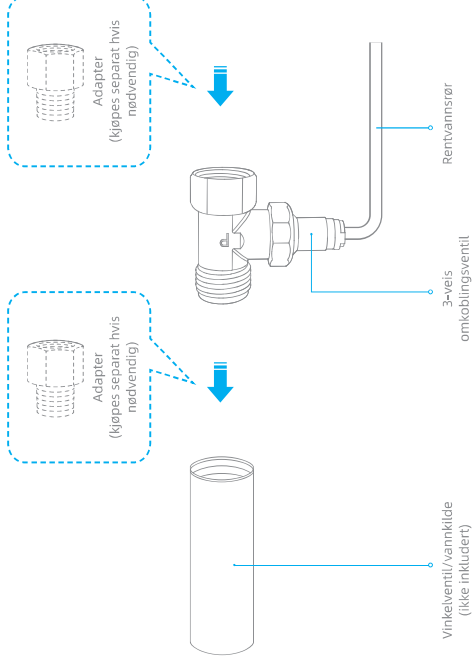 Adapter
(kjøpes separat hvis
nødvendig)
Adapter
(kjøpes separat hvis
nødvendig)
Vinkelventil/vannkilde
(ikke inkludert)
3-veis
omkoblingsventil
Rentvannsrør